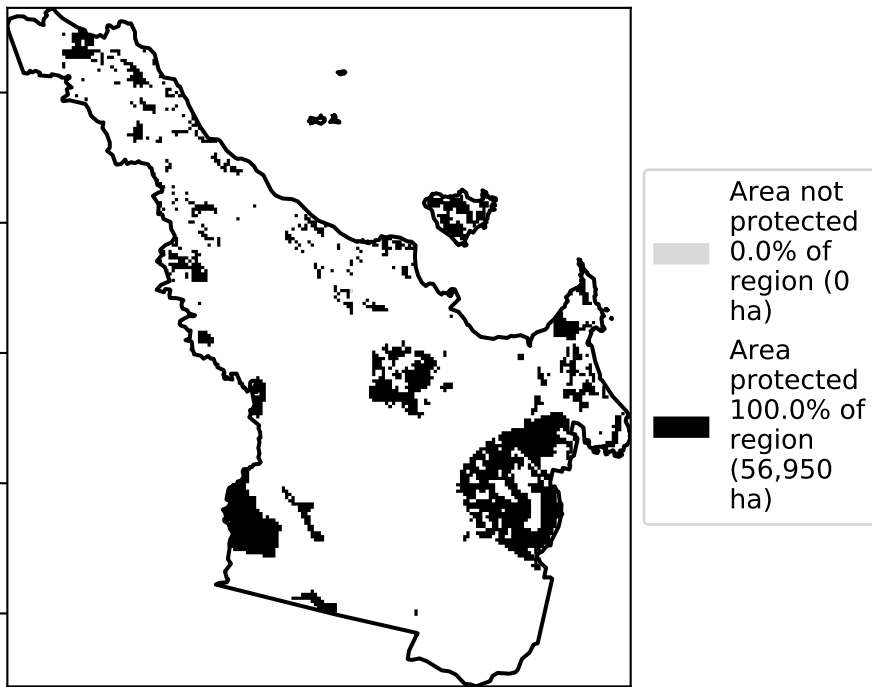 Area not
protected
0.0% of
region (0
ha)
Area
protected
100.0% of
region
(56,950
ha)